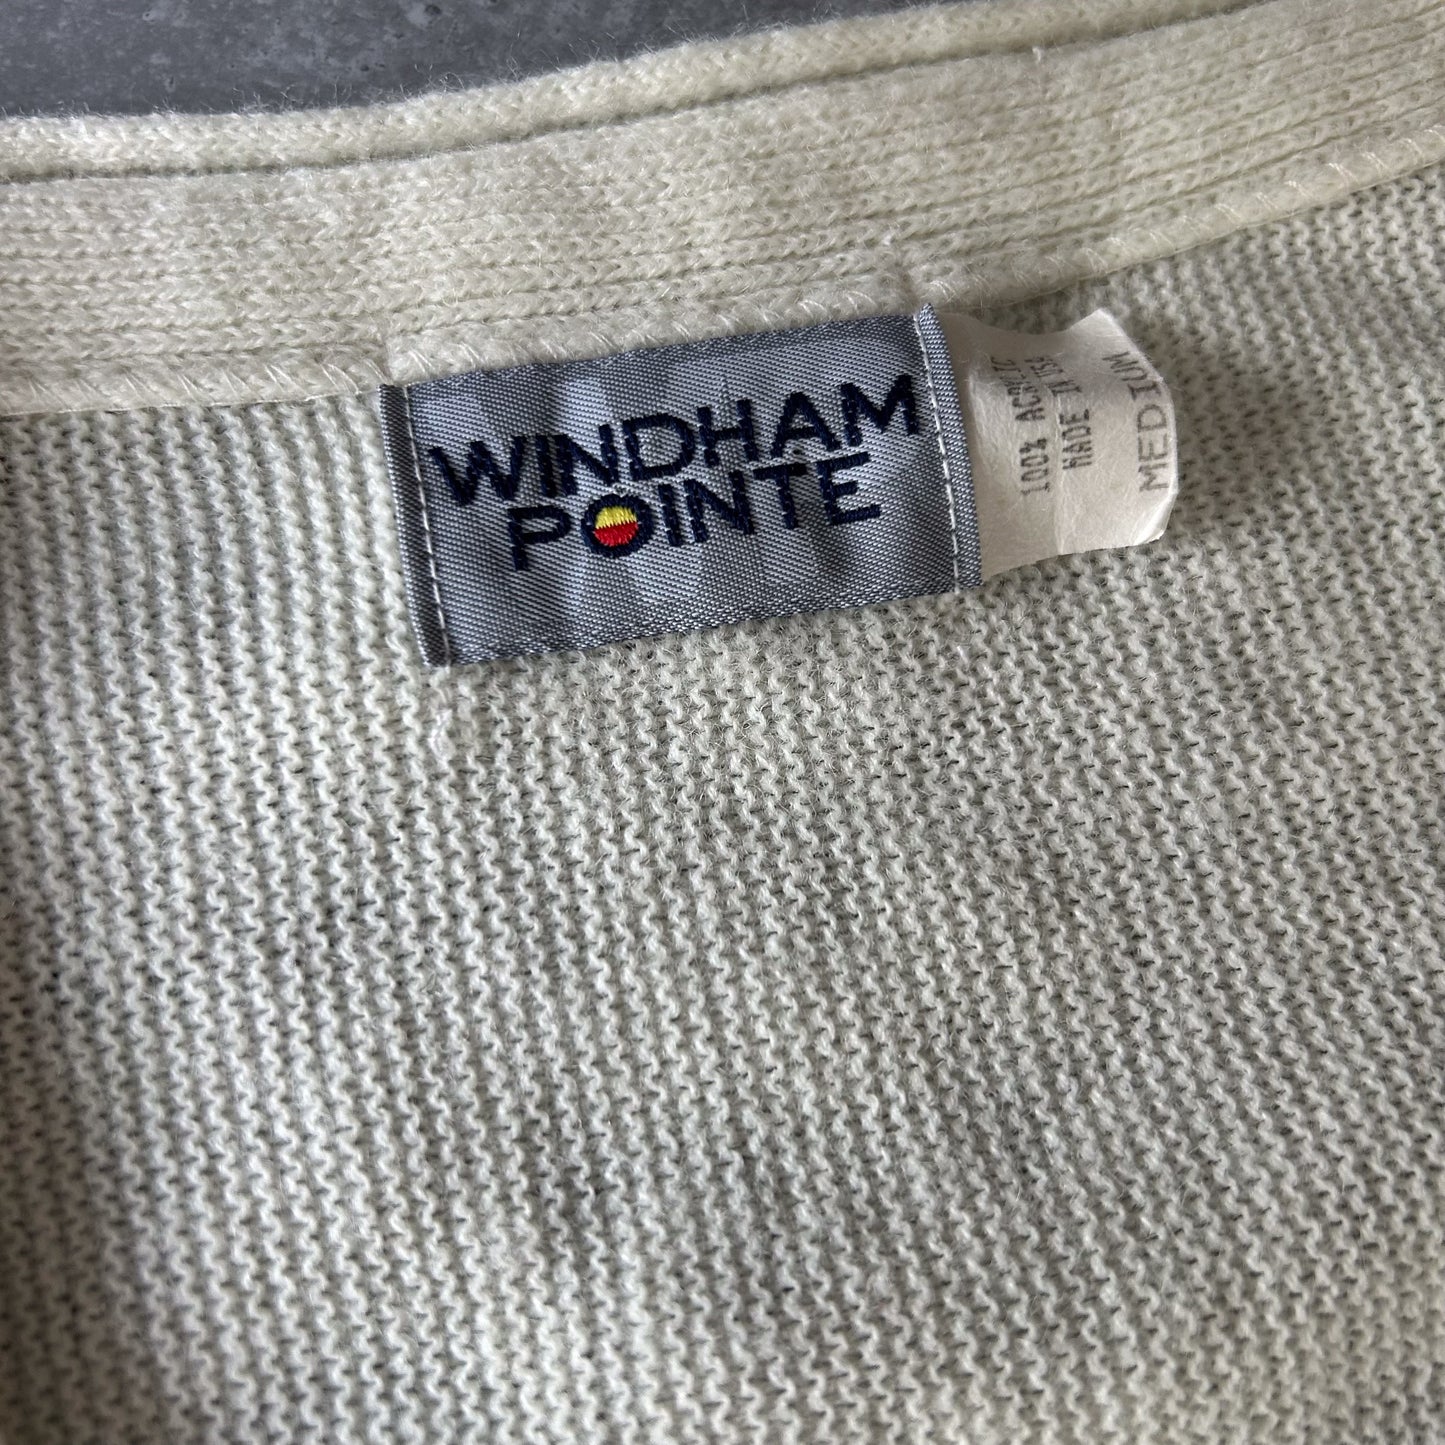 WINDHAM
POINTE
100% ACRYLIC
MADE IN USA
MEDIUM